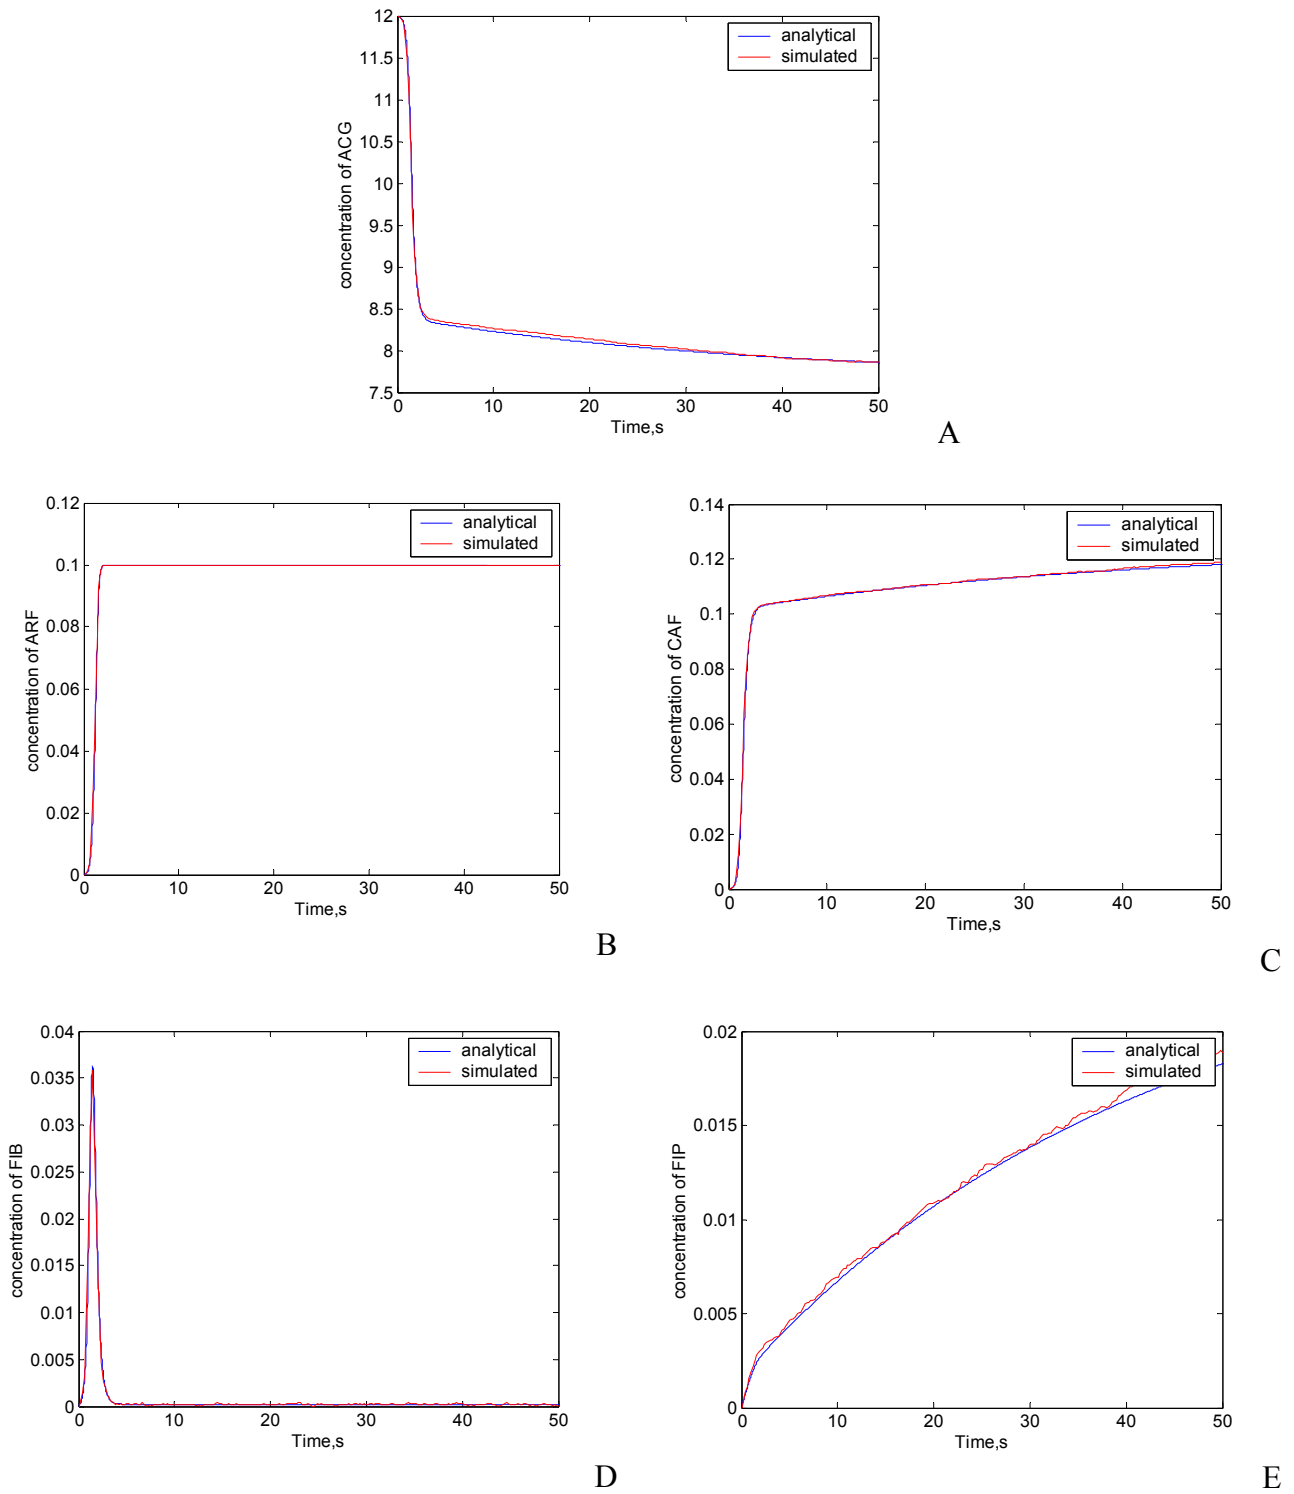 12
11.5
11
10.5
10
9.5
9
8.5
8
7.5
concentration of ACG
analytical
simulated
0 10 20 30 40 50
Time,s
A
0.12
0.1
0.08
0.06
0.04
0.02
0
concentration of ARF
analytical
simulated
0 10 20 30 40 50
Time,s
B
0.14
0.12
0.1
0.08
0.06
0.04
0.02
0
concentration of CAF
analytical
simulated
0 10 20 30 40 50
Time,s
C
0.04
0.035
0.03
0.025
0.02
0.015
0.01
0.005
0
concentration of FIB
analytical
simulated
0 10 20 30 40 50
Time,s
D
0.02
0.015
0.01
0.005
0
concentration of FIP
analytical
simulated
0 10 20 30 40 50
Time,s
E